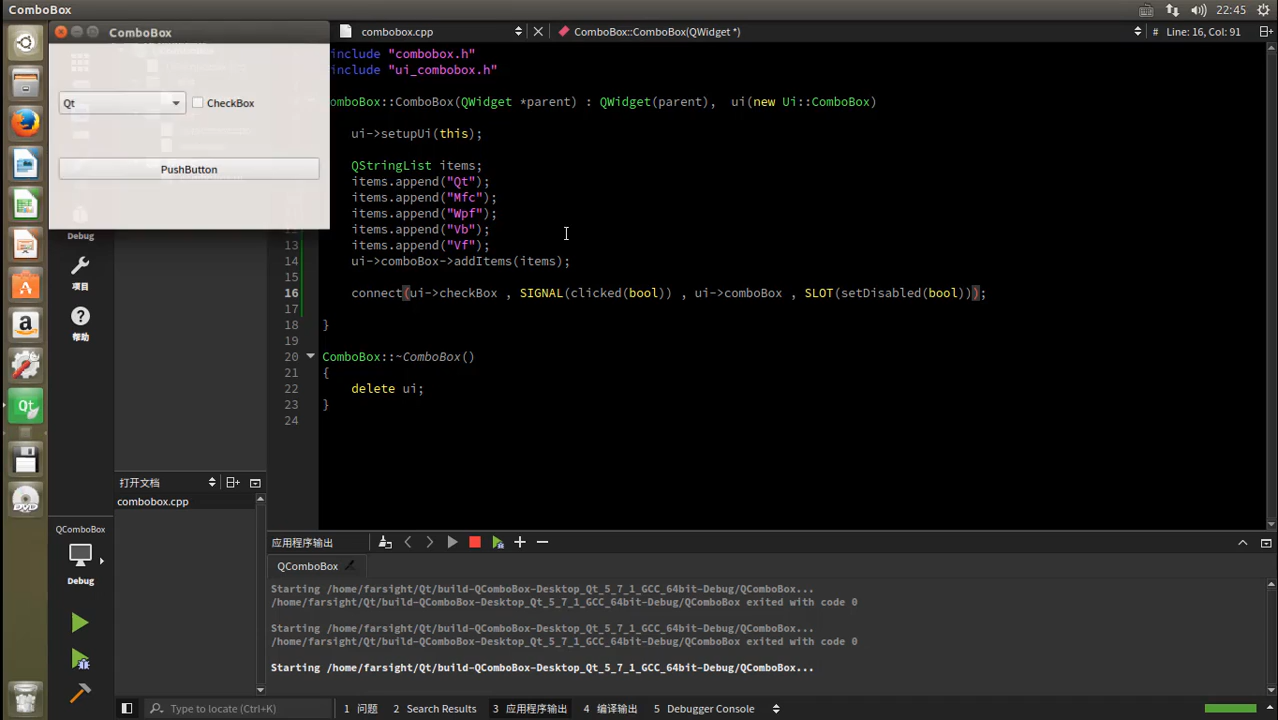 ComboBox
22:45
ComboBox
combobox.cpp
ComboBox::ComboBox(QWidget *)
# Line: 16, Col: 91
include "combobox.h"
include "ui_combobox.h"
omboBox::ComboBox(QWidget *parent) : QWidget(parent), ui(new Ui::ComboBox)
Qt
CheckBox
ui->setupUi(this);
PushButton
QStringList items;
items.append("Qt");
items.append("Mfc");
items.append("Wpf");
12 items.append("Vb");
Debug
13 items.append("Vf");
14 ui->comboBox->addItems(items);
15
项目
16 connect(ui->checkBox , SIGNAL(clicked(bool)) , ui->comboBox , SLOT(setDisabled(bool)));
17
18 }
帮助
19
20 ComboBox::~ComboBox()
21 {
22 delete ui;
23 }
24
Qt
打开文档
combobox.cpp
DVD
QComboBox
Debug
应用程序输出
QComboBox
Starting /home/farsight/Qt/build-QComboBox-Desktop_Qt_5_7_1_GCC_64bit-Debug/QComboBox...
/home/farsight/Qt/build-QComboBox-Desktop_Qt_5_7_1_GCC_64bit-Debug/QComboBox exited with code 0
Starting /home/farsight/Qt/build-QComboBox-Desktop_Qt_5_7_1_GCC_64bit-Debug/QComboBox...
/home/farsight/Qt/build-QComboBox-Desktop_Qt_5_7_1_GCC_64bit-Debug/QComboBox exited with code 0
Starting /home/farsight/Qt/build-QComboBox-Desktop_Qt_5_7_1_GCC_64bit-Debug/QComboBox...
Type to locate (Ctrl+K)
1 问题
2 Search Results
3 应用程序输出
4 编译输出
5 Debugger Console